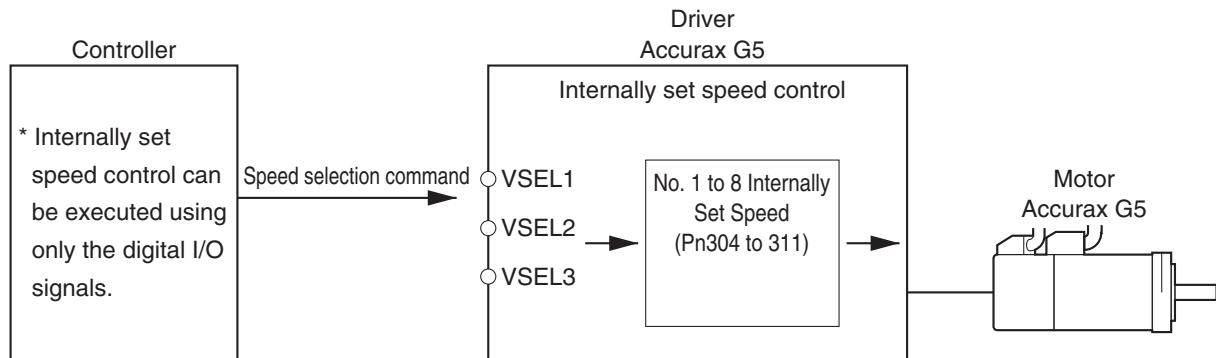 Controller
* Internally set
speed control can
be executed using
only the digital I/O
signals.
Speed selection command
Driver
Accurax G5
Internally set speed control
VSEL1
VSEL2
VSEL3
No. 1 to 8 Internally
Set Speed
(Pn304 to 311)
Motor
Accurax G5